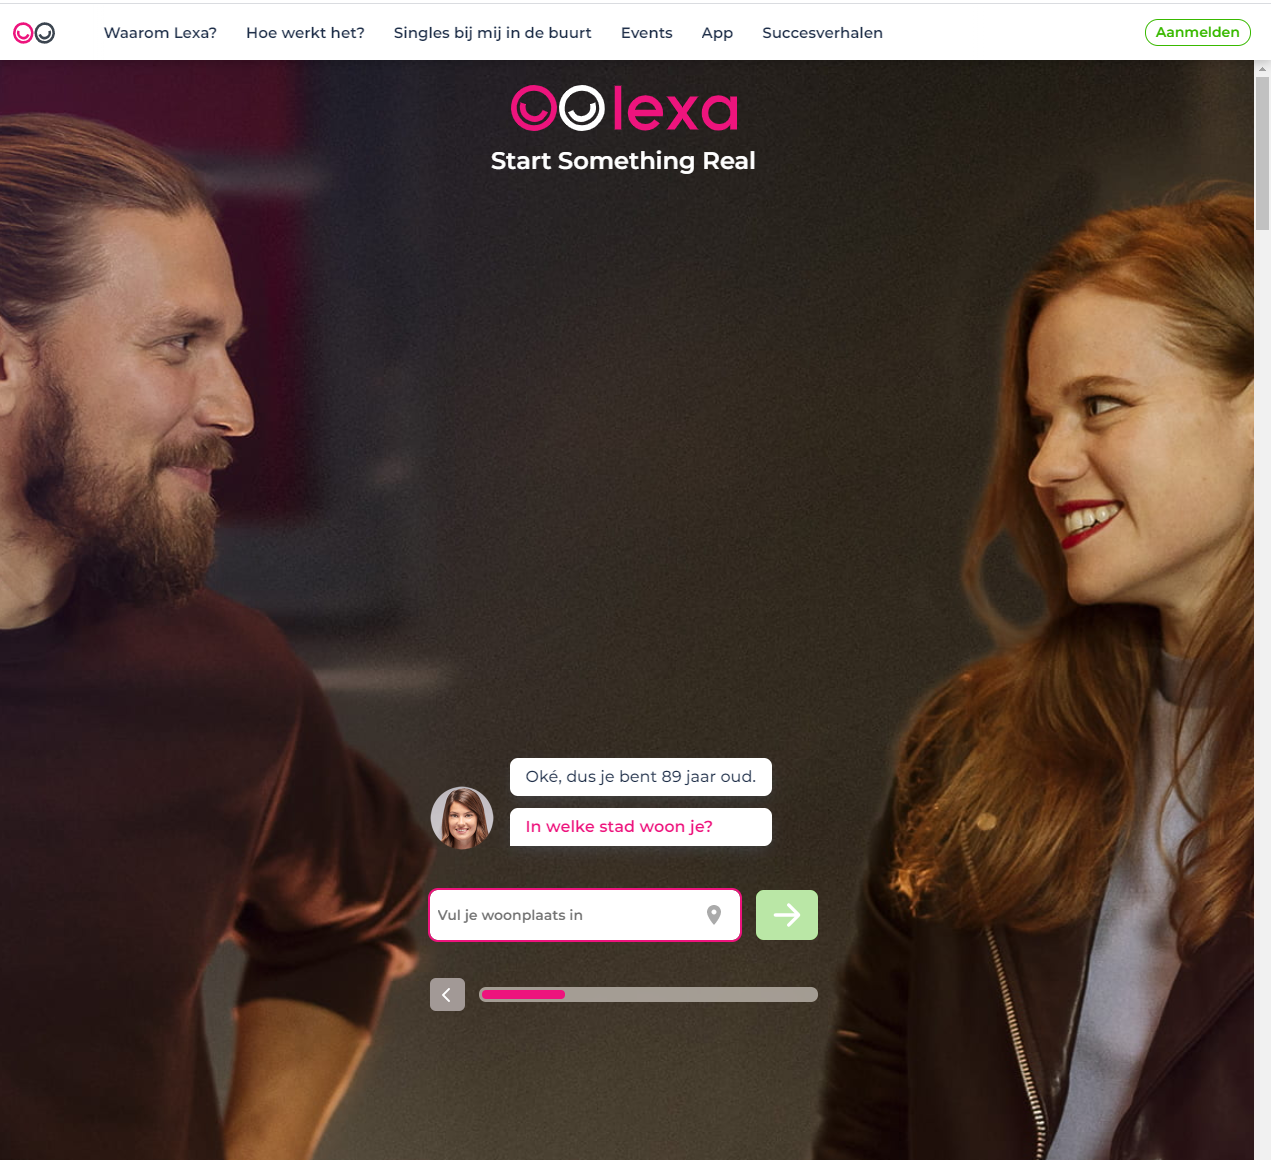 Waarom Lexa? Hoe werkt het? Singles bij mij in de buurt Events App Succesverhalen Aanmelden
lexa
Start Something Real
Oké, dus je bent 89 jaar oud.
In welke stad woon je?
Vul je woonplaats in